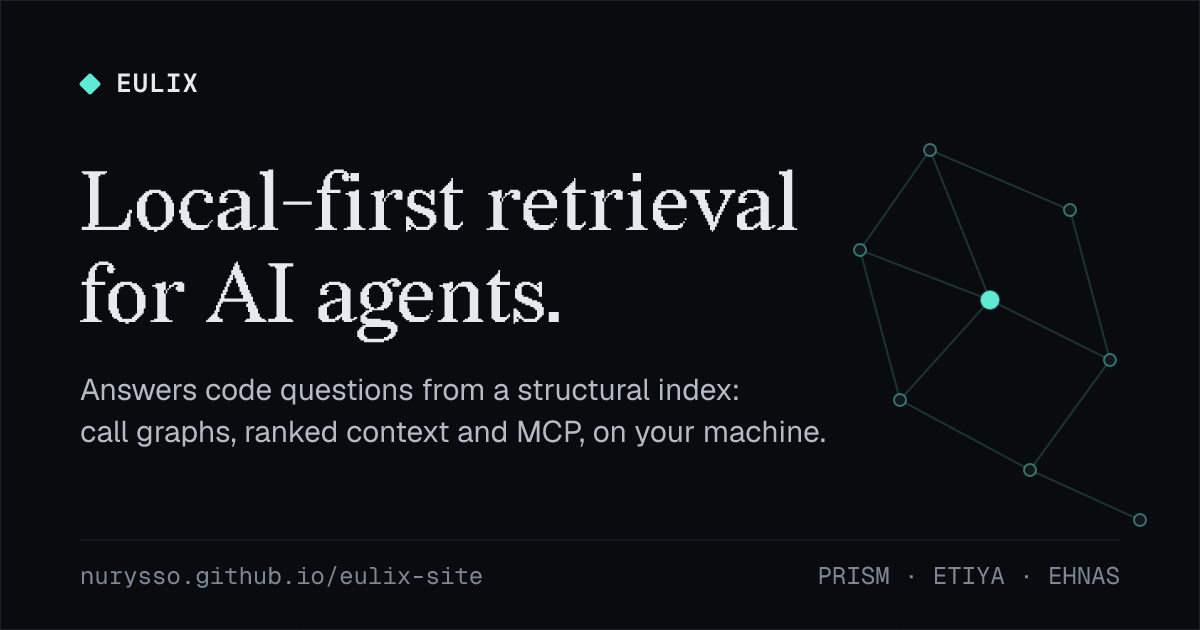 EULIX
Local-first retrieval
for AI agents.
Answers code questions from a structural index:
call graphs, ranked context and MCP, on your machine.
nurysso.github.io/eulix-site
PRISM · ETIYA · EHNAS